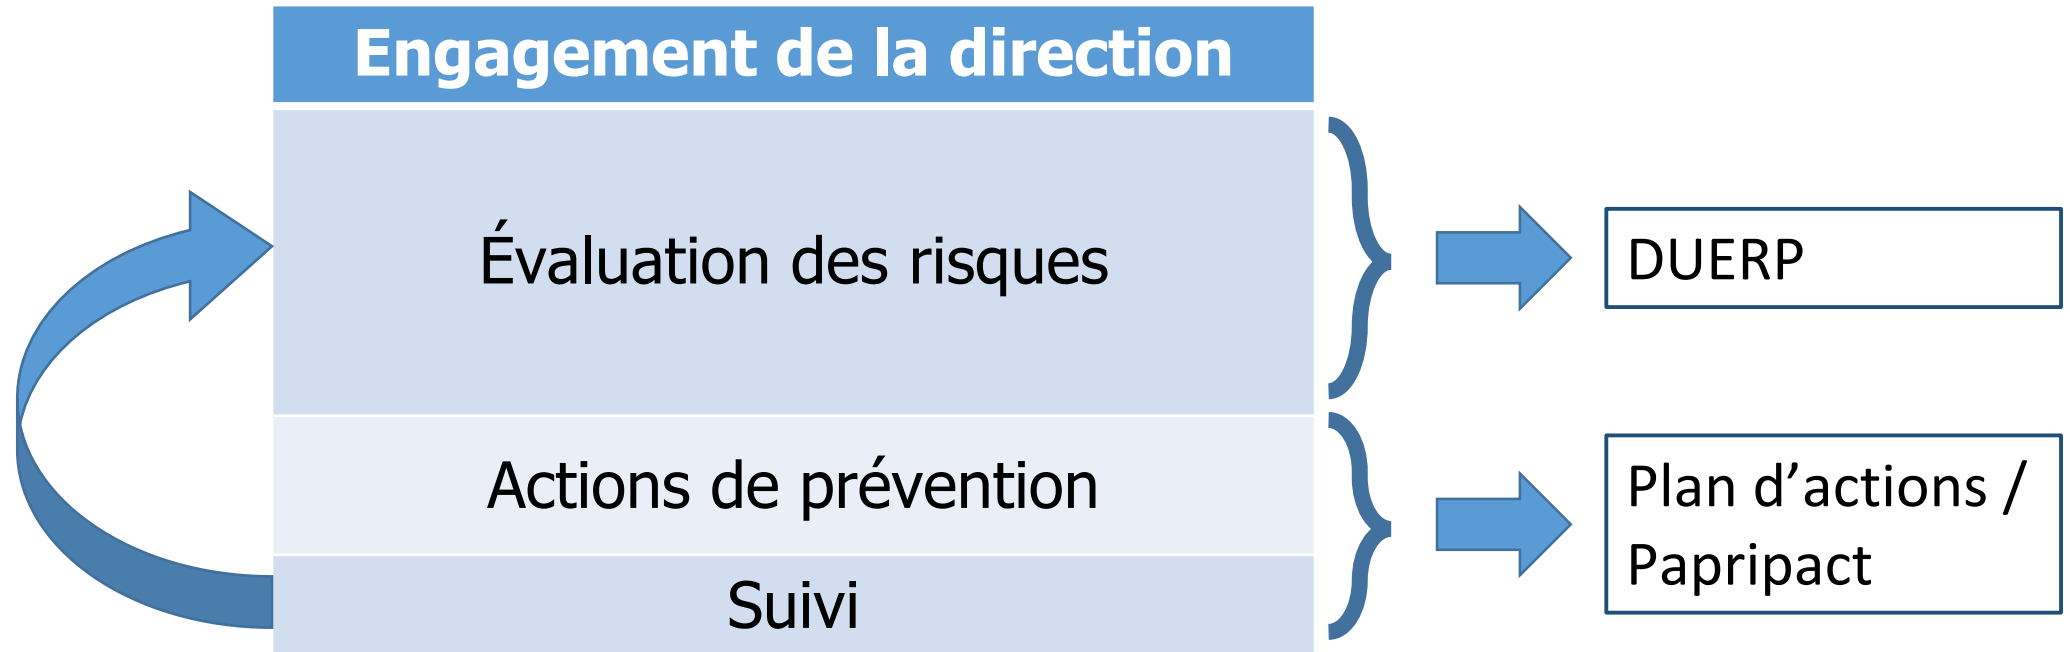 Engagement de la direction
Évaluation des risques
DUERP
Actions de prévention
Plan d’actions /
Papripact
Suivi